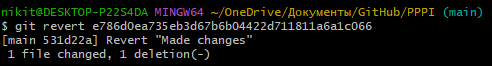 nikit@DESKTOP-P22S4DA MINGW64 ~/OneDrive/Документы/GitHub/PPPI (main)
$ git revert e786d0ea735eb3d67b6b04422d711811a6a1c066
[main 531d22a] Revert "Made changes"
 1 file changed, 1 deletion(-)